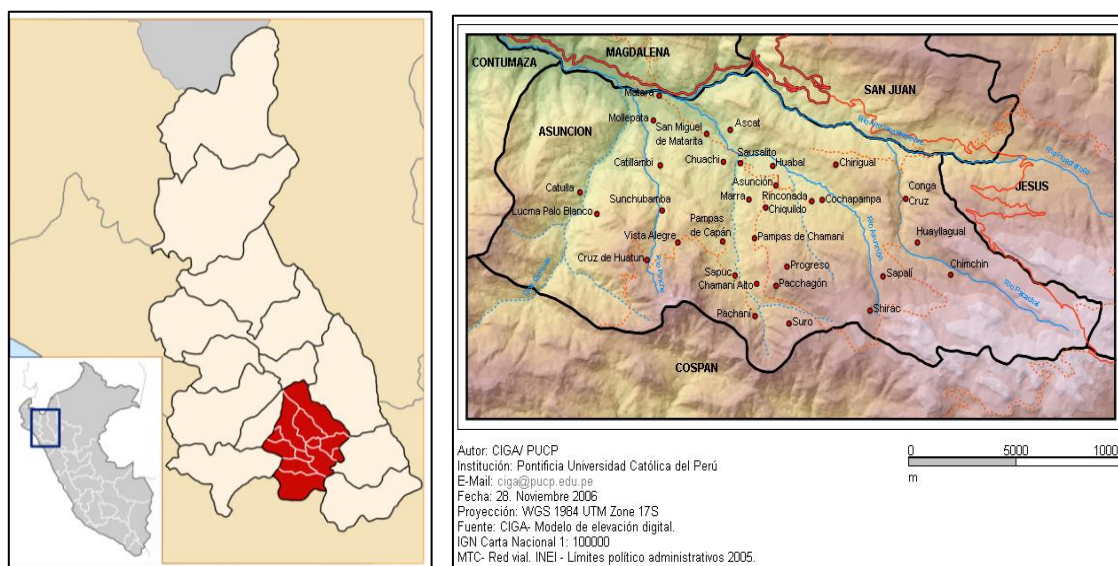 MAGDALENA
CONTUMAZA
SAN JUAN
Matara
Mollepata
ASUNCION
San Miguel
de Matarita
Ascat
Catillambi
Chuachi
Sausalito
Huabal
Chirigual
JESUS
Asunción
Catulla
Marra
Rinconada
Cochapampa
Conga
Cruz
Lucma Palo Blanco
Sunchubamba
Chiquildo
Pampas
de Capán
Vista Alegre
Pampas de Chamani
Huayllagual
Cruz de Huatun
Río Asunción
Progreso
Sapuc
Chamani Alto
Pacchagón
Sapalí
Chimchin
Pachani
Suro
Shirac
COSPAN
Autor: CIGA/ PUCP
Institución: Pontificia Universidad Católica del Perú
E-Mail: ciga@pucp.edu.pe
Fecha: 28. Noviembre 2006
Proyección: WGS 1984 UTM Zone 17S
Fuente: CIGA- Modelo de elevación digital.
IGN Carta Nacional 1: 100000
MTC- Red vial. INEI - Límites político administrativos 2005.
0 5000 1000
m